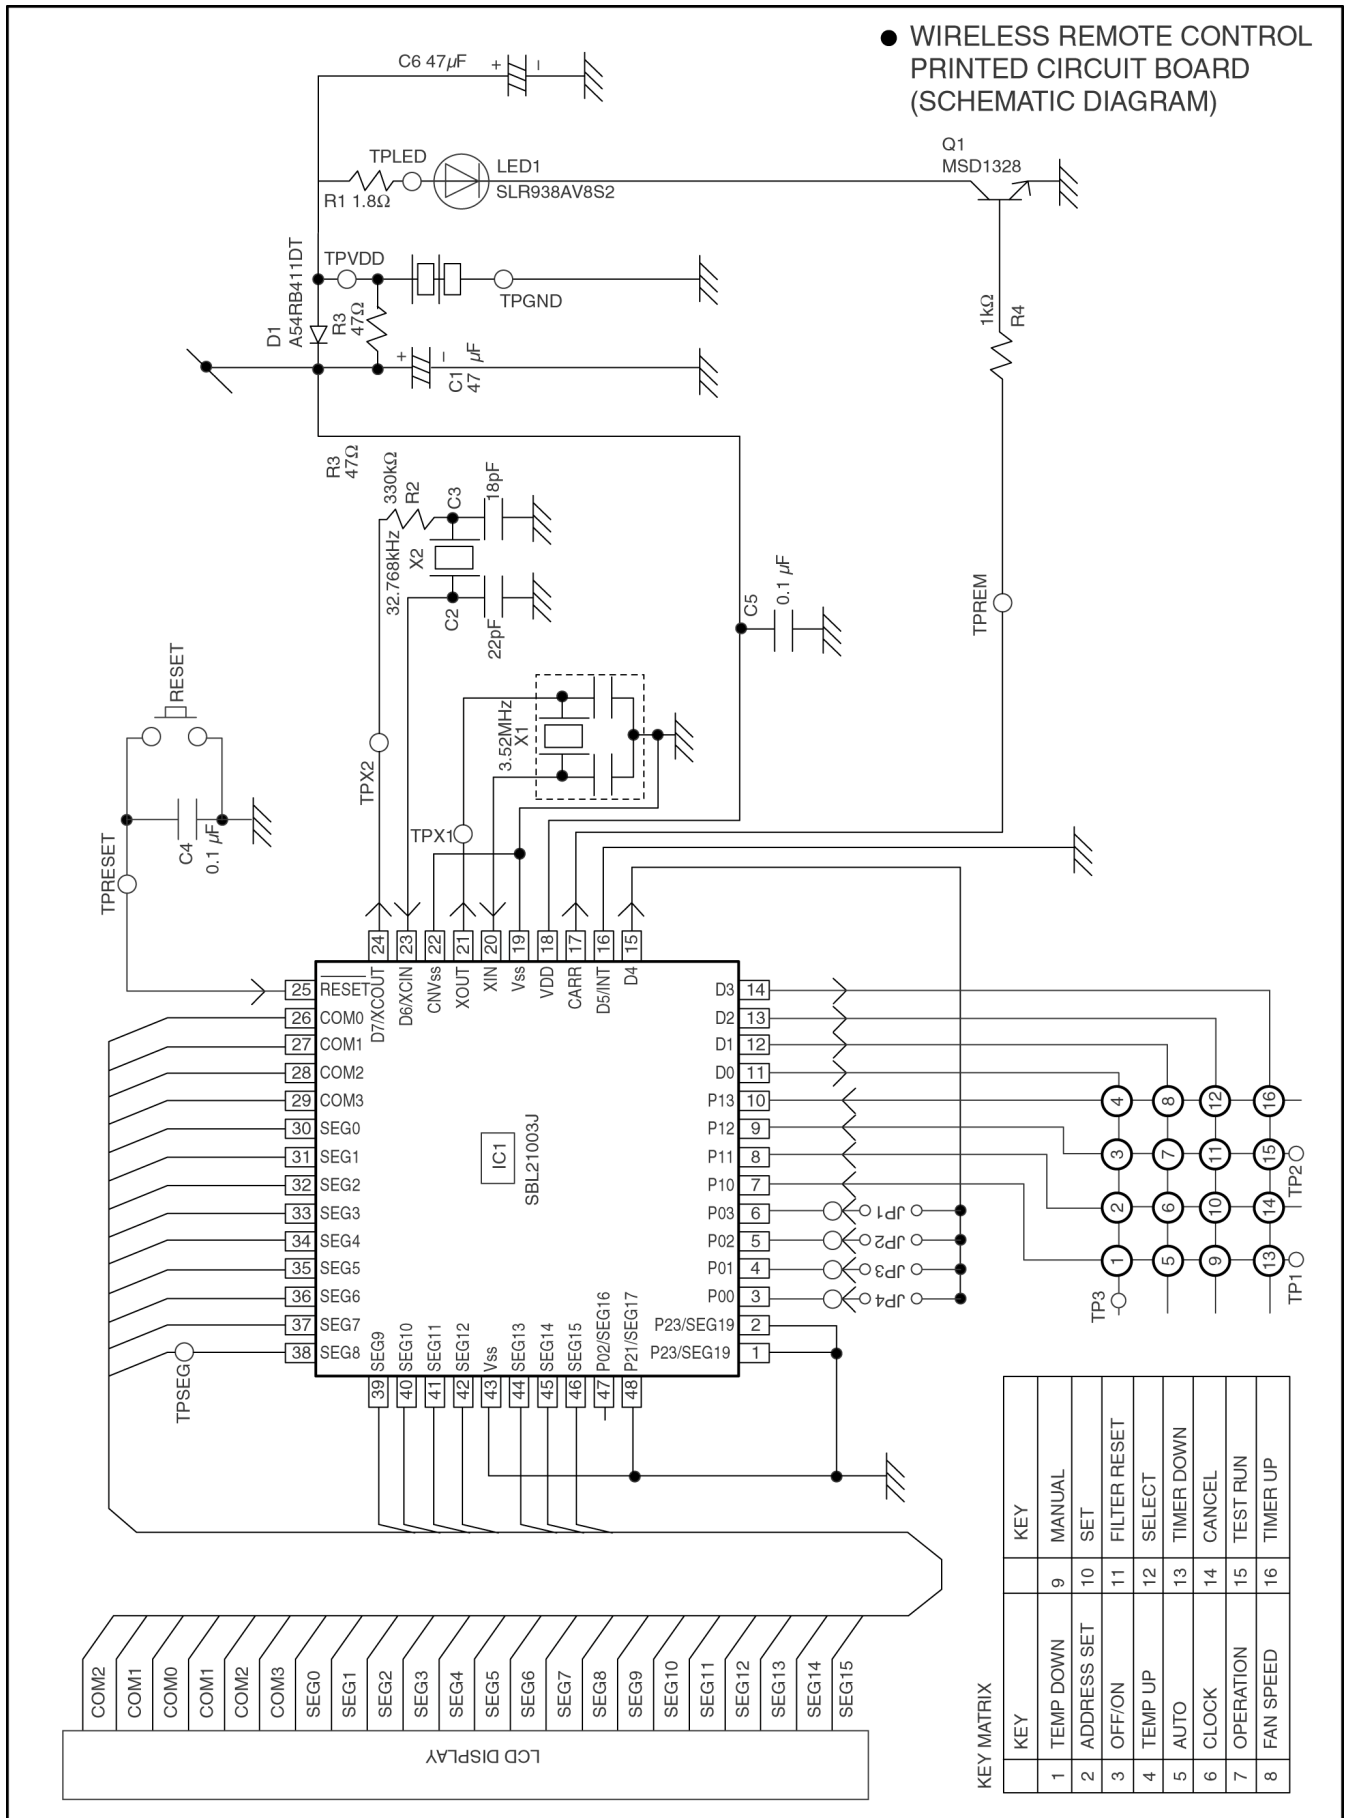 ● WIRELESS REMOTE CONTROL
PRINTED CIRCUIT BOARD
(SCHEMATIC DIAGRAM)
C6 47µF
+
–
TPLED
LED1
SLR938AV8S2
R1 1.8Ω
Q1
MSD1328
D1
A54RB411DT
TPVDD
TPGND
R3
47Ω
+
–
C1
47 µF
1kΩ
R4
R3
47Ω
330kΩ
R2
C3
18pF
32.768kHz
X2
C2
22pF
C5
0.1 µF
TPREM
RESET
TPX2
3.52MHz
X1
TPX1
C4
0.1 µF
TPRESET
24
23
22
21
20
19
18
17
16
15
D7/XCOUT
D6/XCIN
CNVss
XOUT
XIN
Vss
VDD
CARR
D5/INT
D4
25 RESET
26 COM0
27 COM1
28 COM2
29 COM3
30 SEG0
31 SEG1
32 SEG2
33 SEG3
34 SEG4
35 SEG5
36 SEG6
37 SEG7
38 SEG8
TPSEG
IC1
SBL21003J
D3 14
D2 13
D1 12
D0 11
P13 10
P12 9
P11 8
P10 7
P03 6
P02 5
P01 4
P00 3
P23/SEG19 2
P23/SEG19 1
JP1
JP2
JP3
JP4
4 8 12 16
3 7 11 15
TP2
2 6 10 14
1 5 9 13
TP1
TP3
SEG9
SEG10
SEG11
SEG12
Vss
SEG13
SEG14
SEG15
P02/SEG16
P21/SEG17
39
40
41
42
43
44
45
46
47
48
COM2
COM1
COM0
COM1
COM2
COM3
SEG0
SEG1
SEG2
SEG3
SEG4
SEG5
SEG6
SEG7
SEG8
SEG9
SEG10
SEG11
SEG12
SEG13
SEG14
SEG15
LCD DISPLAY
KEY MATRIX
KEY KEY
1 TEMP DOWN 9 MANUAL
2 ADDRESS SET 10 SET
3 OFF/ON 11 FILTER RESET
4 TEMP UP 12 SELECT
5 AUTO 13 TIMER DOWN
6 CLOCK 14 CANCEL
7 OPERATION 15 TEST RUN
8 FAN SPEED 16 TIMER UP